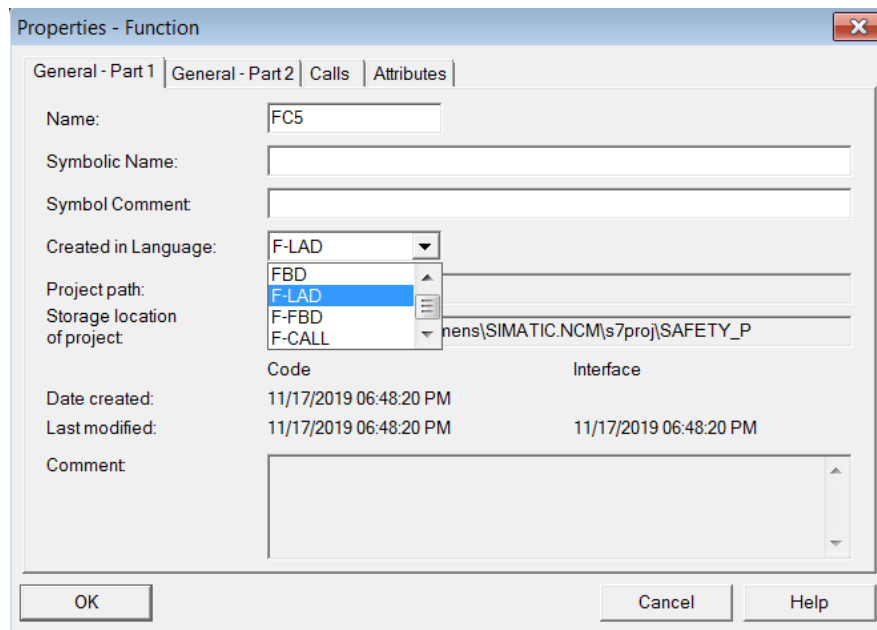 Properties - Function
General - Part 1 General - Part 2 Calls Attributes
Name: FC5
Symbolic Name:
Symbol Comment:
Created in Language: F-LAD
FBD
Project path: F-LAD
Storage location F-FBD
of project: F-CALL mens\SIMATIC.NCM\s7proj\SAFETY_P
Code Interface
Date created: 11/17/2019 06:48:20 PM
Last modified: 11/17/2019 06:48:20 PM 11/17/2019 06:48:20 PM
Comment:
OK Cancel Help